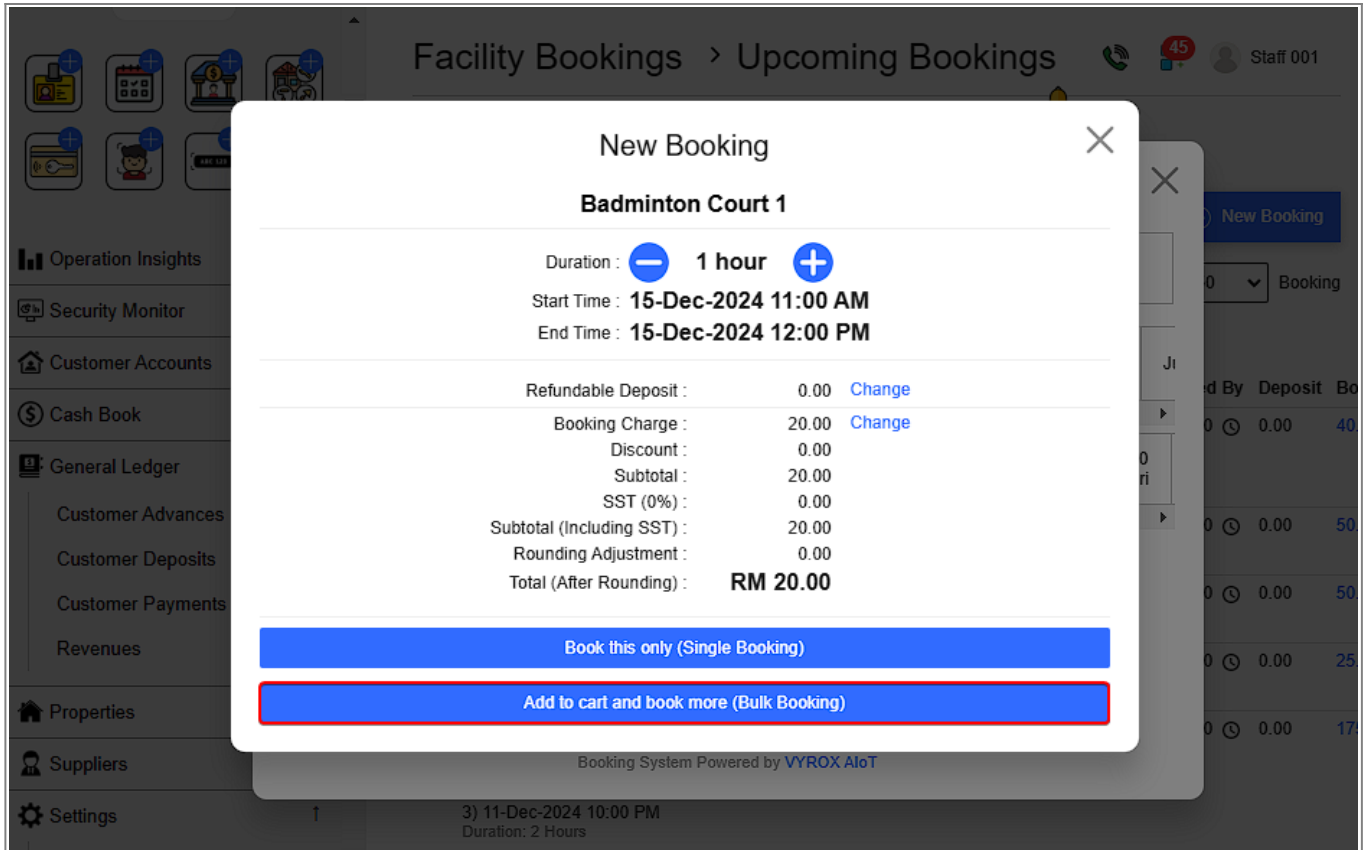 Facility Bookings > Upcoming Bookings
45
Staff 001
New Booking
Badminton Court 1
Duration : 1 hour
Start Time : 15-Dec-2024 11:00 AM
End Time : 15-Dec-2024 12:00 PM
Refundable Deposit : 0.00 Change
Booking Charge : 20.00 Change
Discount : 0.00
Subtotal : 20.00
SST (0%) : 0.00
Subtotal (Including SST) : 20.00
Rounding Adjustment : 0.00
Total (After Rounding) : RM 20.00
Book this only (Single Booking)
Add to cart and book more (Bulk Booking)
Booking System Powered by VYROX AIoT
3) 11-Dec-2024 10:00 PM
Duration: 2 Hours
Operation Insights
Security Monitor
Customer Accounts
Cash Book
General Ledger
Customer Advances
Customer Deposits
Customer Payments
Revenues
Properties
Suppliers
Settings
New Booking
Booking
By Deposit
0.00 40.
0.00 50.
0.00 50.
0.00 25.
0.00 17